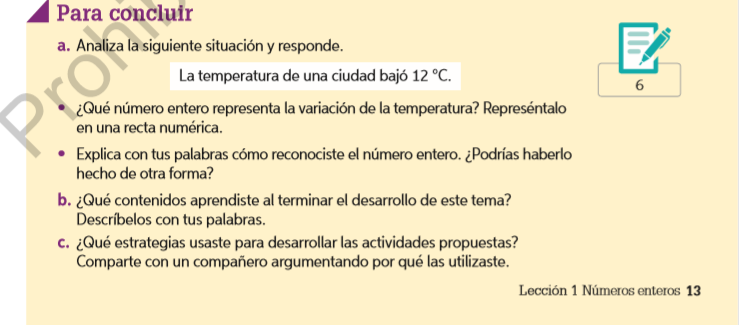 Para concluir
a. Analiza la siguiente situación y responde.
La temperatura de una ciudad bajó 12 °C.
6
• ¿Qué número entero representa la variación de la temperatura? Represéntalo
en una recta numérica.
• Explica con tus palabras cómo reconociste el número entero. ¿Podrías haberlo
hecho de otra forma?
b. ¿Qué contenidos aprendiste al terminar el desarrollo de este tema?
Descríbelos con tus palabras.
c. ¿Qué estrategias usaste para desarrollar las actividades propuestas?
Comparte con un compañero argumentando por qué las utilizaste.
Lección 1 Números enteros 13